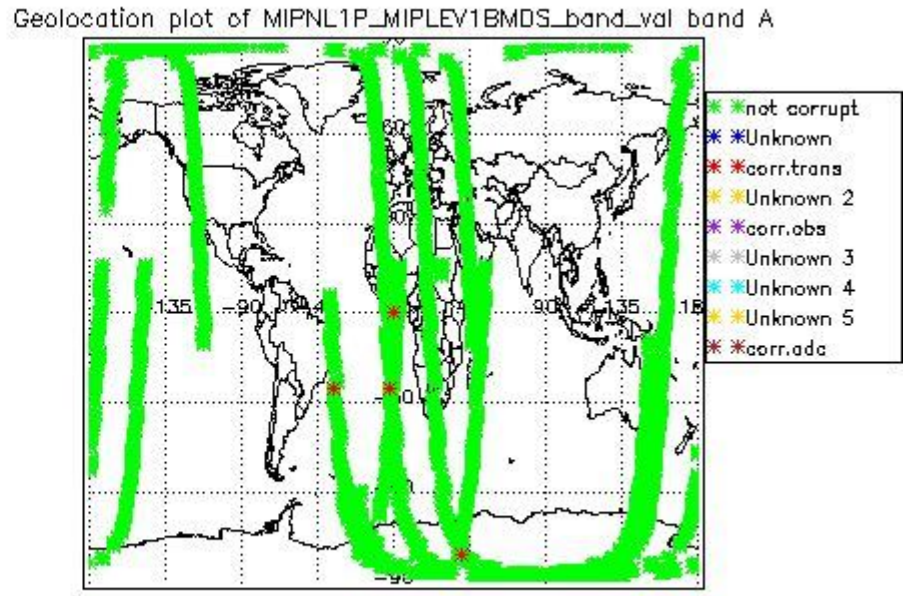 Geolocation plot of MIPNL1P_MIPLEV1BMDS_band_val band A
not corrupt
Unknown
corr.trans
Unknown 2
corr.obs
Unknown 3
Unknown 4
Unknown 5
corr.adc
135 -90 90 135
-90